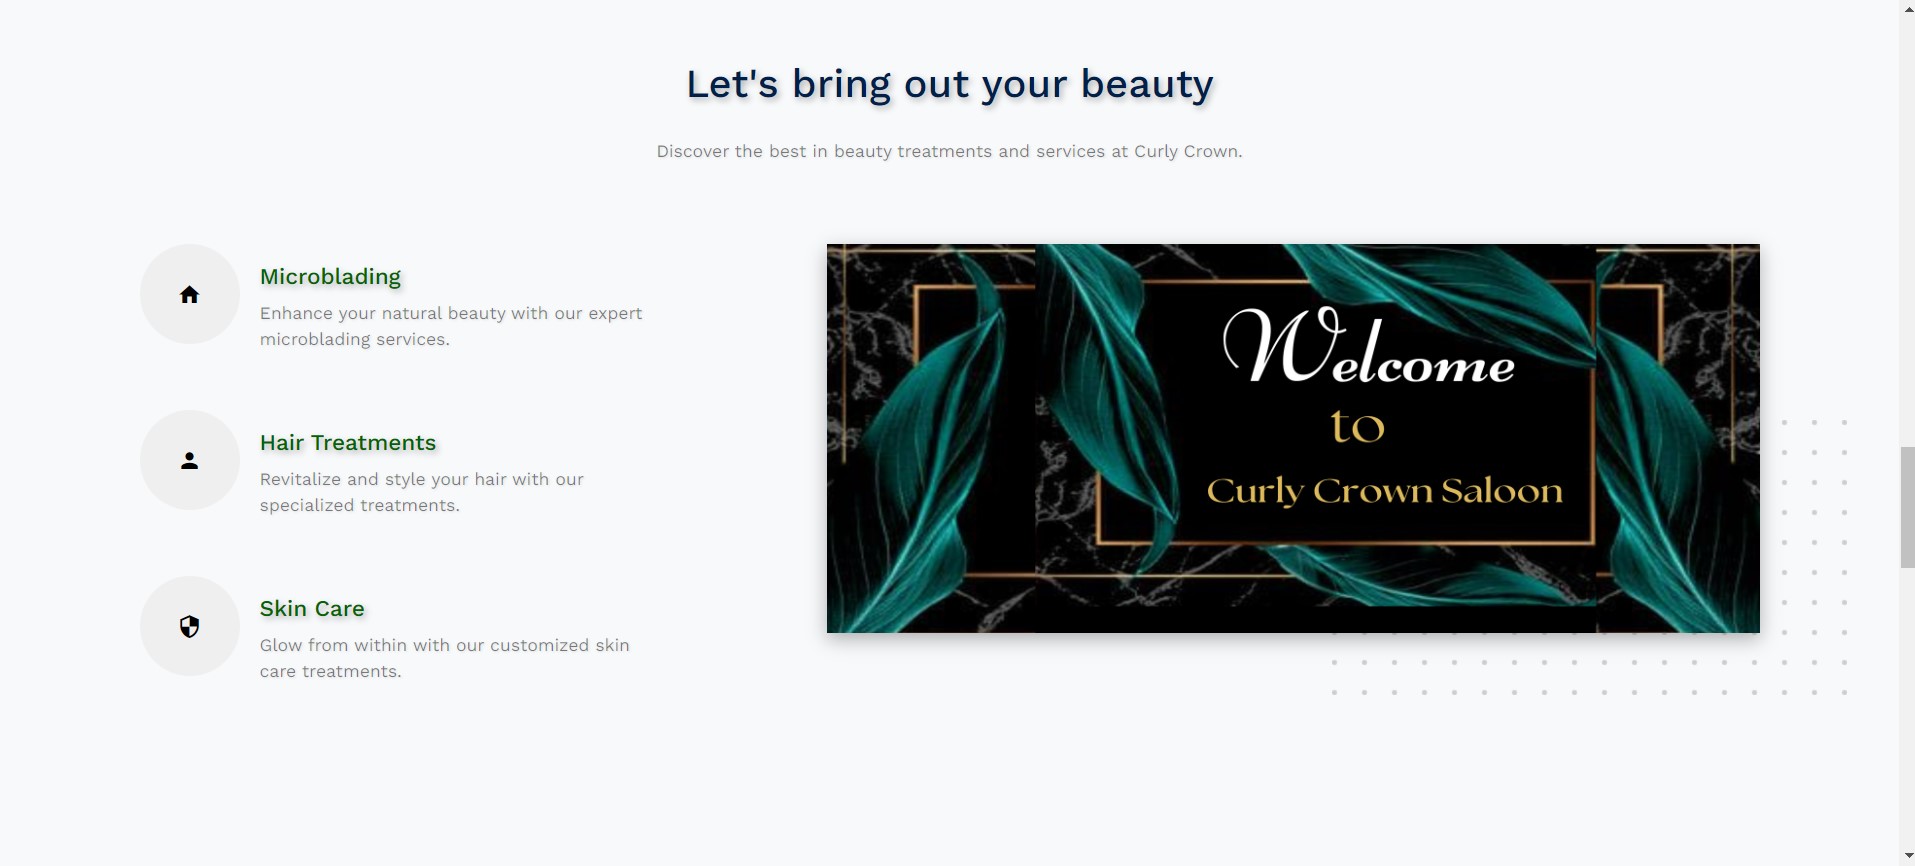 Let's bring out your beauty
Discover the best in beauty treatments and services at Curly Crown.
Microblading
Enhance your natural beauty with our expert
microblading services.
Hair Treatments
Revitalize and style your hair with our
specialized treatments.
Skin Care
Glow from within with our customized skin
care treatments.
Welcome
to
Curly Crown Saloon